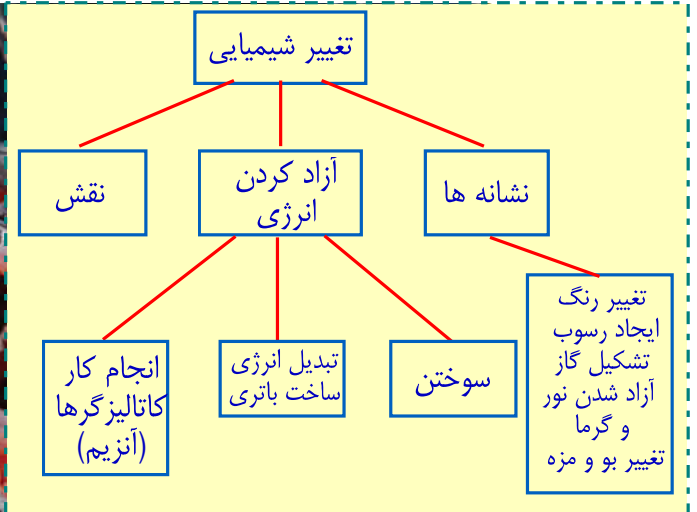 تغییر شیمیایی
نشانه ها
آزاد کردن
انرژی
نقش
تغییر رنگ
ایجاد رسوب
تشکیل گاز
آزاد شدن نور
و گرما
تغییر بو و مزه
سوختن
تبدیل انرژی
ساخت باتری
انجام کار
کاتالیزگرها
(آنزیم)